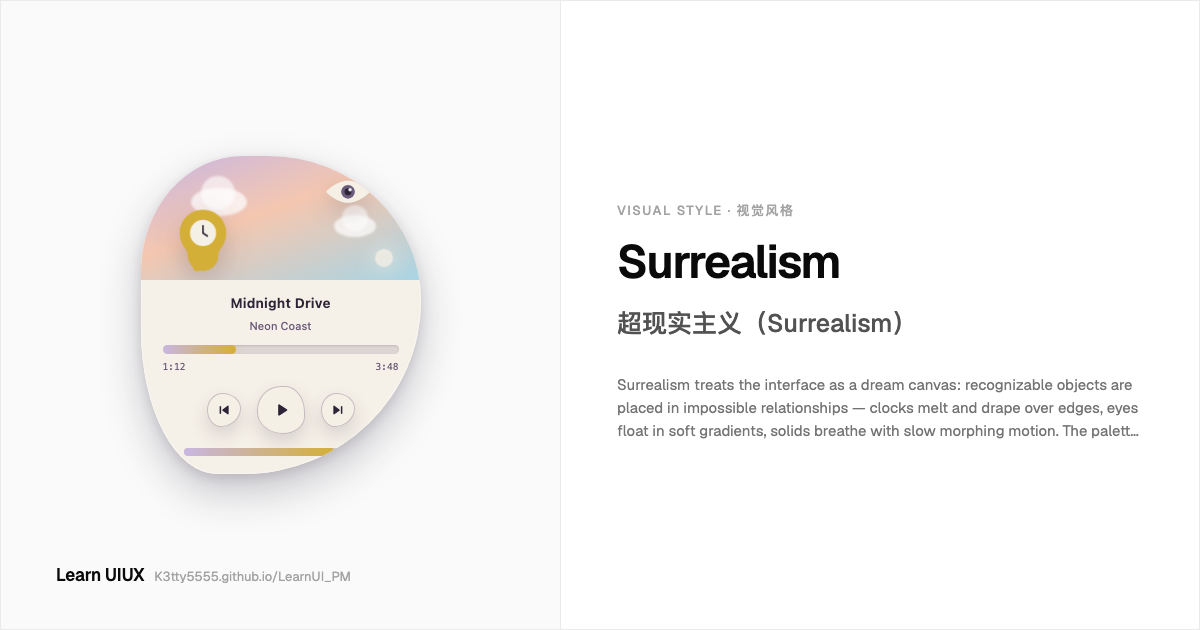 Midnight Drive
Neon Coast
1:12 3:48
Learn UIUX K3tty5555.github.io/LearnUI_PM
VISUAL STYLE · 视觉风格
Surrealism
超现实主义（Surrealism）
Surrealism treats the interface as a dream canvas: recognizable objects are
placed in impossible relationships — clocks melt and drape over edges, eyes
float in soft gradients, solids breathe with slow morphing motion. The palett…